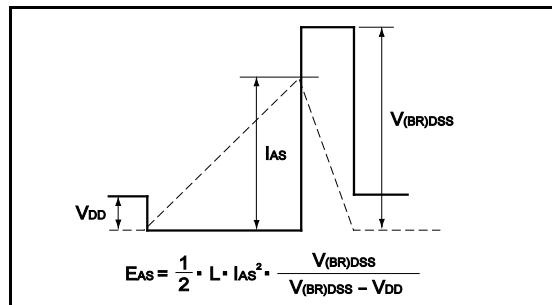 V(BR)DSS
IAS
VDD
EAS = 1/2 · L · IAS² · V(BR)DSS / V(BR)DSS – VDD